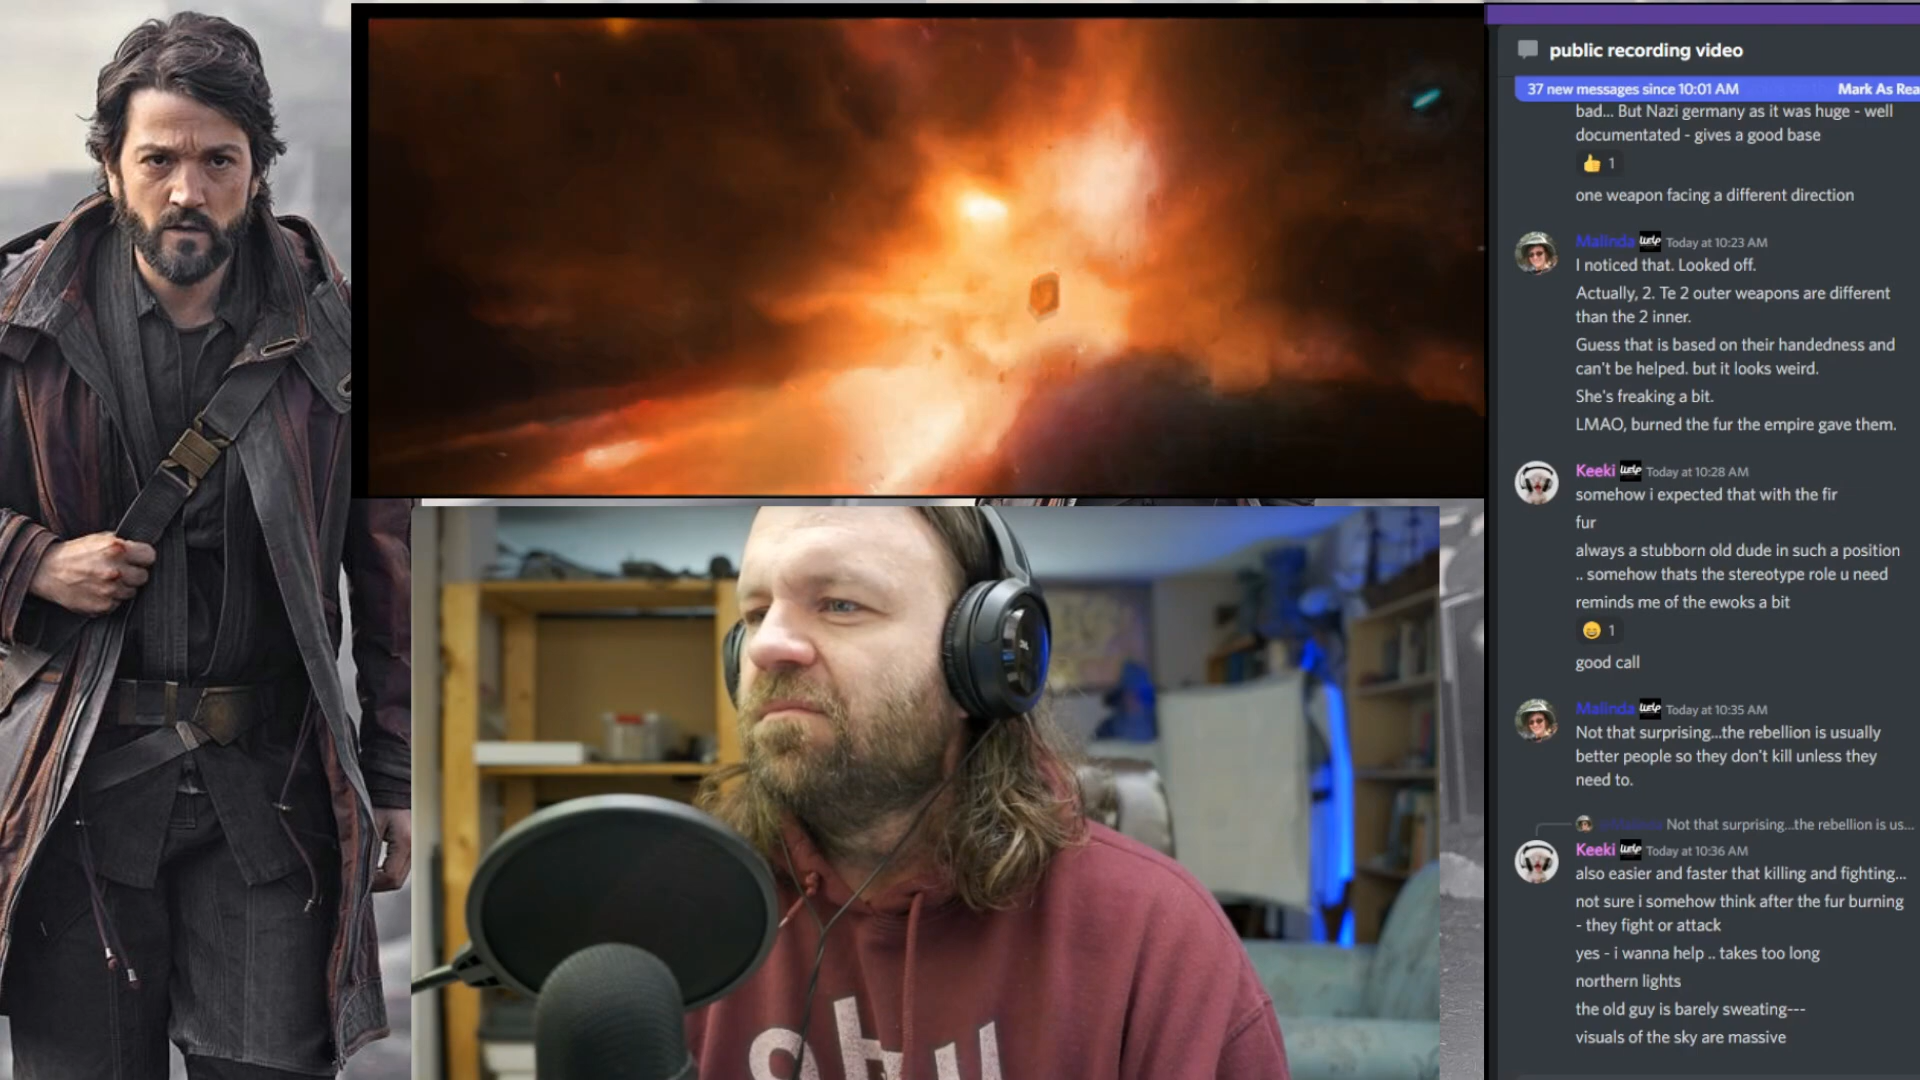 public recording video
37 new messages since 10:01 AM Mark As Rea
bad... But Nazi germany as it was huge - well
documentated - gives a good base
👍 1
one weapon facing a different direction
Malinda Today at 10:23 AM
I noticed that. Looked off.
Actually, 2. Te 2 outer weapons are different
than the 2 inner.
Guess that is based on their handedness and
can't be helped. but it looks weird.
She's freaking a bit.
LMAO, burned the fur the empire gave them.
Keeki Today at 10:28 AM
somehow i expected that with the fir
fur
always a stubborn old dude in such a position
.. somehow thats the stereotype role u need
reminds me of the ewoks a bit
😄 1
good call
Malinda Today at 10:35 AM
Not that surprising...the rebellion is usually
better people so they don't kill unless they
need to.
Not that surprising...the rebellion is us...
Keeki Today at 10:36 AM
also easier and faster that killing and fighting...
not sure i somehow think after the fur burning
- they fight or attack
yes - i wanna help .. takes too long
northern lights
the old guy is barely sweating---
visuals of the sky are massive